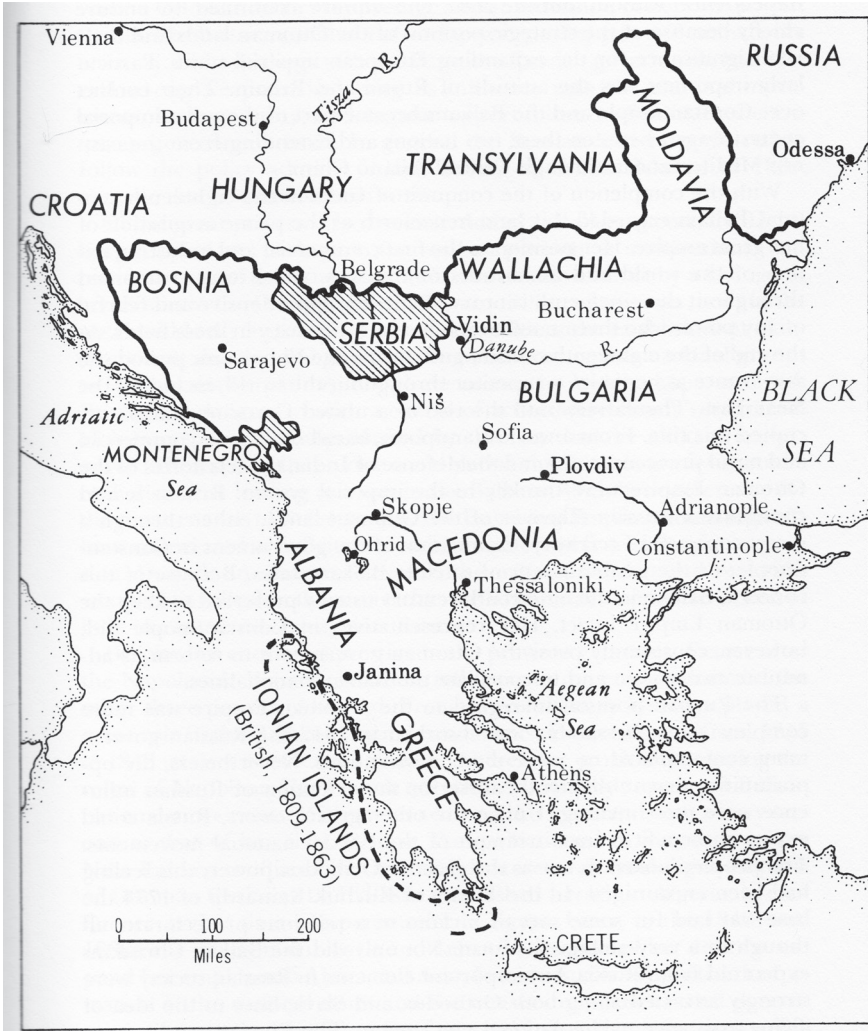 Vienna
RUSSIA
Tisza R.
Budapest
MOLDAVIA
Odessa
TRANSYLVANIA
HUNGARY
CROATIA
Belgrade
WALLACHIA
BOSNIA
Bucharest
SERBIA
Vidin
Danube R.
Sarajevo
BULGARIA
BLACK
SEA
Niš
Adriatic
Sea
Sofia
MONTENEGRO
Plovdiv
Skopje
Adrianople
Ohrid
MACEDONIA
Constantinople
ALBANIA
Thessaloniki
Janina
Aegean
Sea
IONIAN ISLANDS
(British 1809-1863)
GREECE
Athens
0 100 200
Miles
CRETE